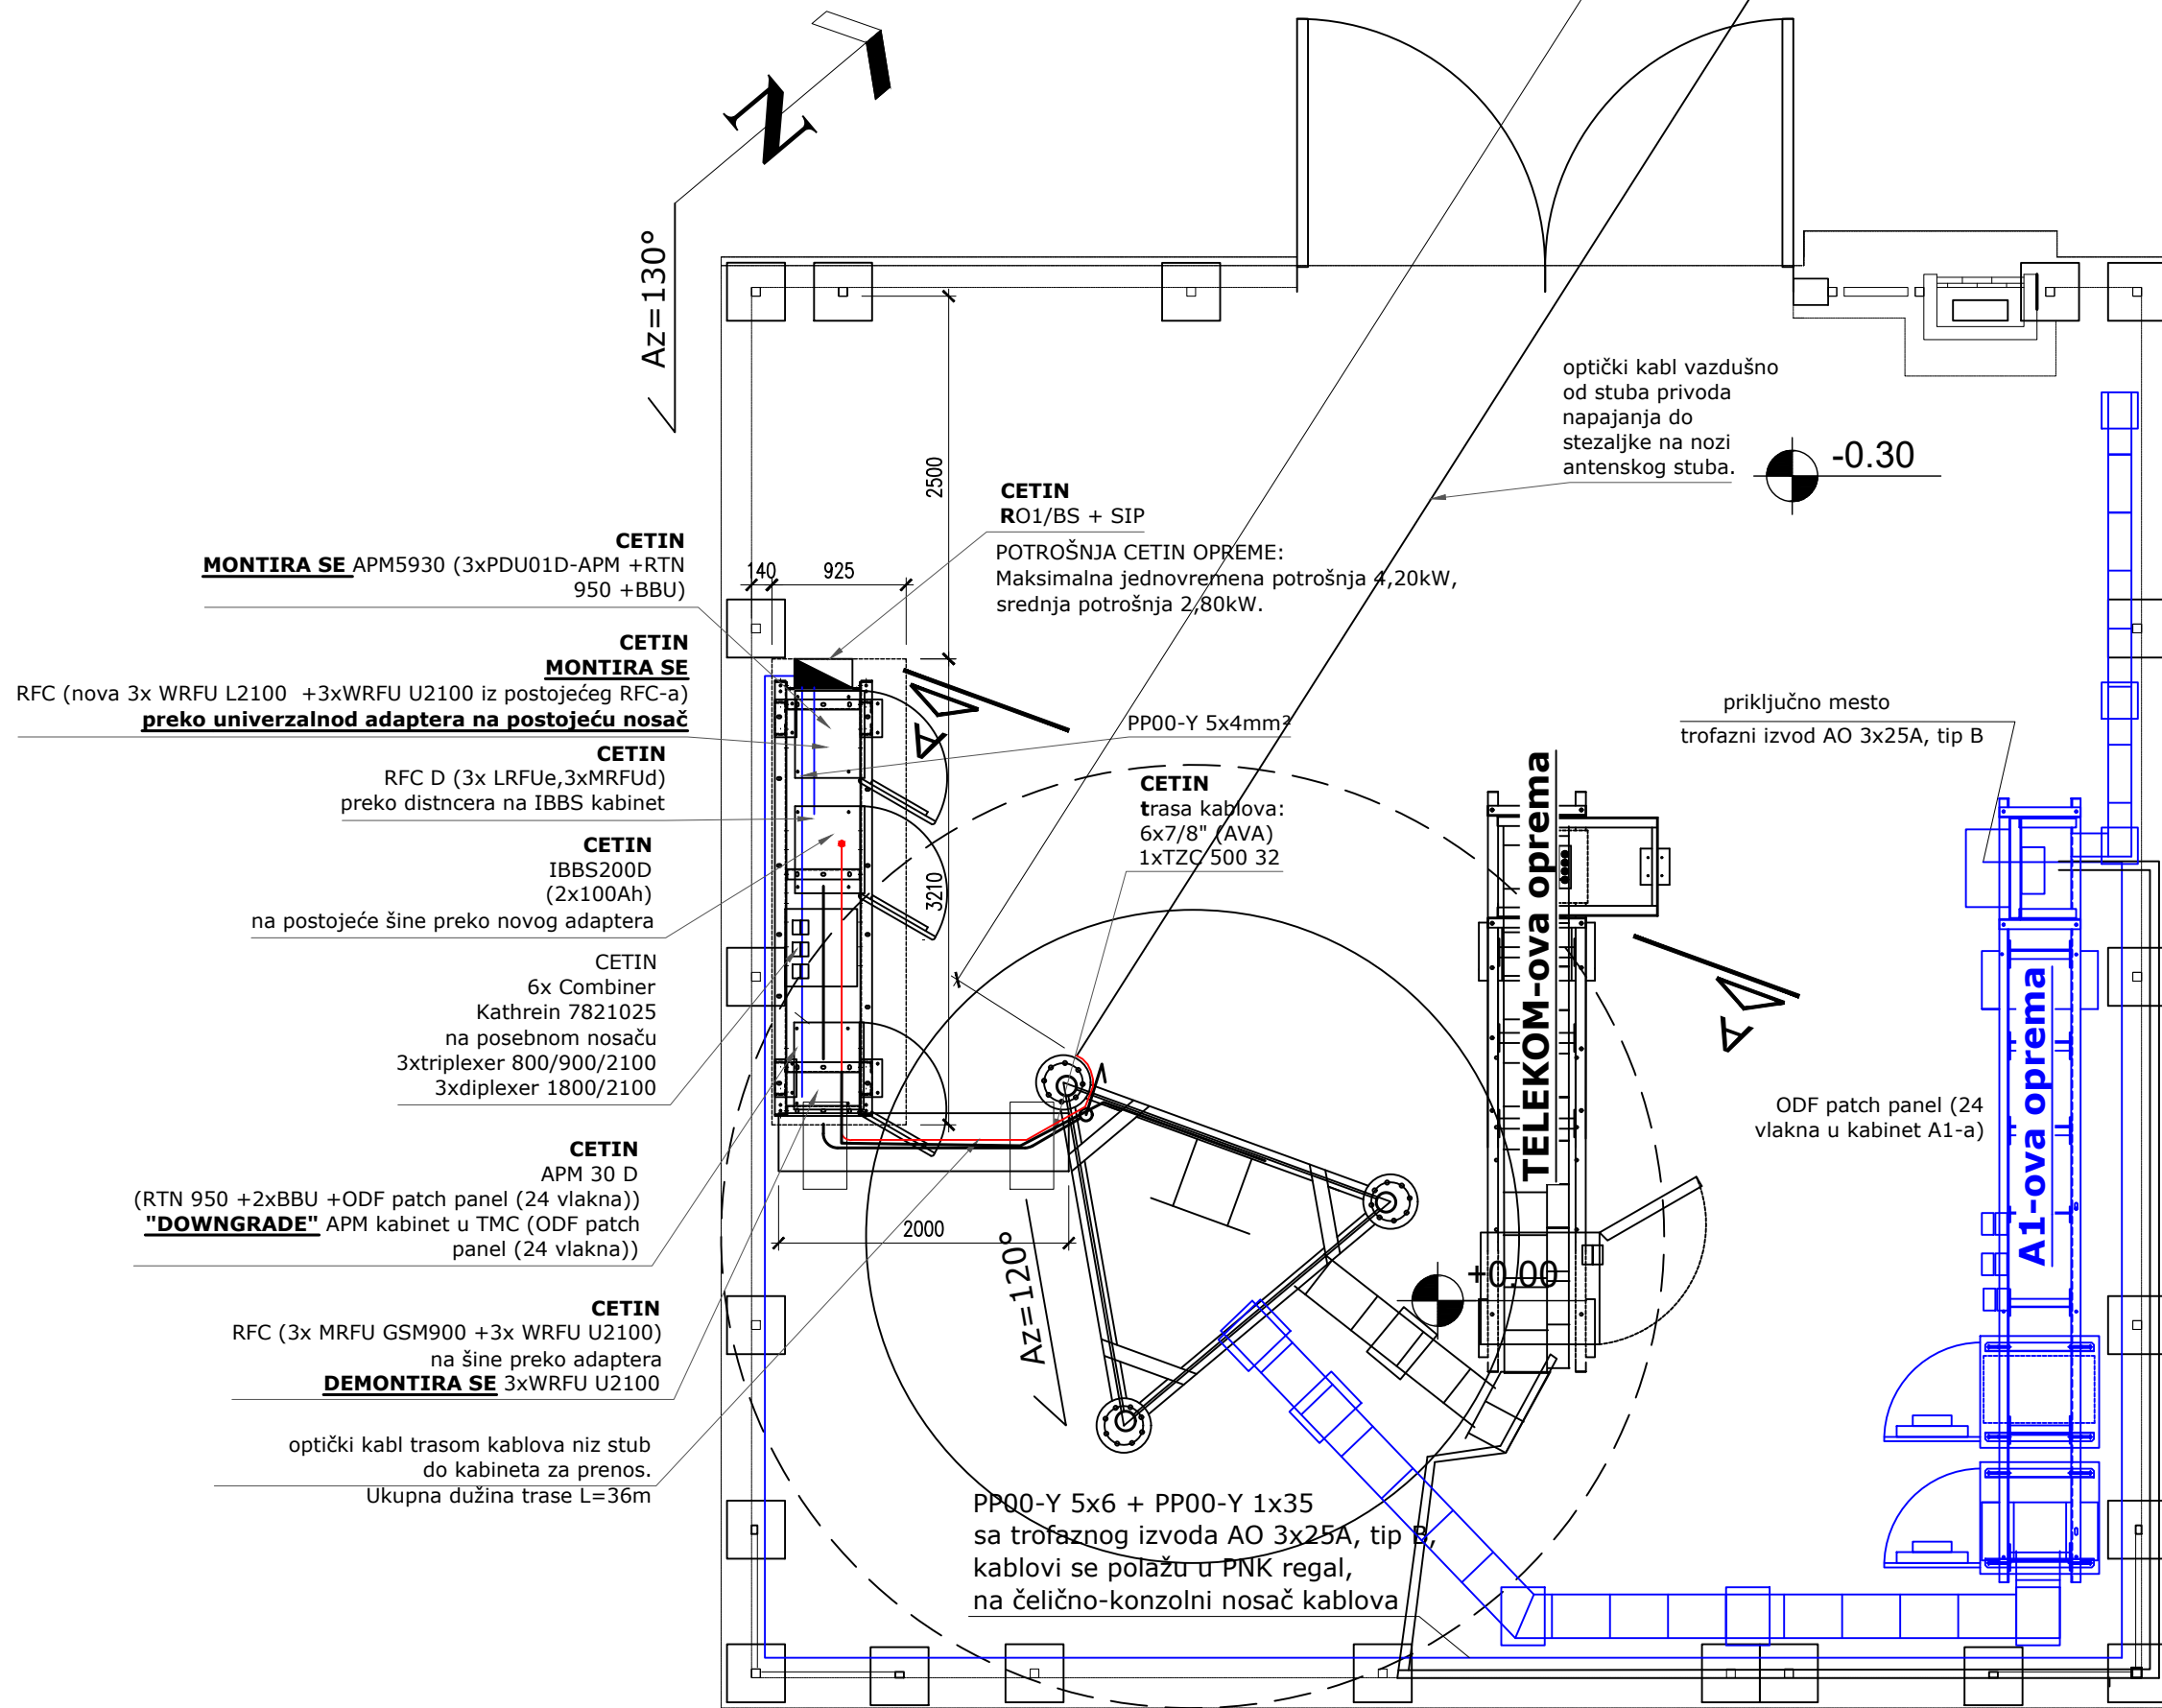 N
Az=130°
optički kabl vazdušno
od stuba privoda
napajanja do
stezaljke na nozi
antenskog stuba.
-0.30
2500
CETIN
RO1/BS + SIP
POTROŠNJA CETIN OPREME:
Maksimalna jednovremena potrošnja 4,20kW,
srednja potrošnja 2,80kW.
CETIN
MONTIRA SE APM5930 (3xPDU01D-APM +RTN
950 +BBU)
140
925
CETIN
MONTIRA SE
RFC (nova 3x WRFU L2100 +3xWRFU U2100 iz postojećeg RFC-a)
preko univerzalnod adaptera na postojeću nosač
A
PP00-Y 5x4mm²
priključno mesto
trofazni izvod AO 3x25A, tip B
CETIN
RFC D (3x LRFUe,3xMRFUd)
preko distncera na IBBS kabinet
CETIN
trasa kablova:
6x7/8" (AVA)
1xTZC 500 32
CETIN
IBBS200D
(2x100Ah)
na postojeće šine preko novog adaptera
3210
TELEKOM-ova oprema
A
A1-ova oprema
CETIN
6x Combiner
Kathrein 7821025
na posebnom nosaču
3xtriplexer 800/900/2100
3xdiplexer 1800/2100
ODF patch panel (24
vlakna u kabinet A1-a)
CETIN
APM 30 D
(RTN 950 +2xBBU +ODF patch panel (24 vlakna))
"DOWNGRADE" APM kabinet u TMC (ODF patch
panel (24 vlakna))
2000
Az=120°
+0.00
CETIN
RFC (3x MRFU GSM900 +3x WRFU U2100)
na šine preko adaptera
DEMONTIRA SE 3xWRFU U2100
optički kabl trasom kablova niz stub
do kabineta za prenos.
Ukupna dužina trase L=36m
PP00-Y 5x6 + PP00-Y 1x35
sa trofaznog izvoda AO 3x25A, tip B,
kablovi se polažu u PNK regal,
na čelično-konzolni nosač kablova